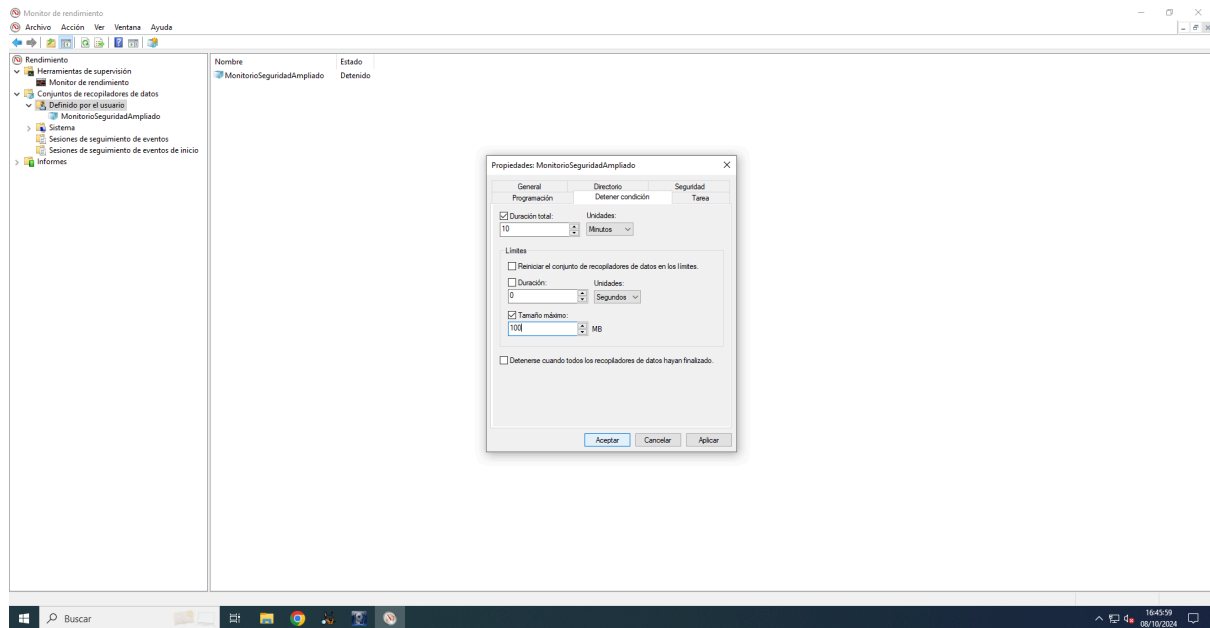 Monitor de rendimiento
Archivo Acción Ver Ventana Ayuda
Rendimiento
Herramientas de supervisión
Monitor de rendimiento
Conjuntos de recopiladores de datos
Definido por el usuario
MonitorioSeguridadAmpliado
Sistema
Sesiones de seguimiento de eventos
Sesiones de seguimiento de eventos de inicio
Informes
Nombre Estado
MonitorioSeguridadAmpliado Detenido
Propiedades: MonitorioSeguridadAmpliado
General Directorio Seguridad
Programación Detener condición Tarea
Duración total: Unidades:
10 Minutos
Límites
Reiniciar el conjunto de recopiladores de datos en los límites.
Duración: Unidades:
0 Segundos
Tamaño máximo:
100 MB
Detenerse cuando todos los recopiladores de datos hayan finalizado.
Aceptar Cancelar Aplicar
Buscar
16:45:59
08/10/2024